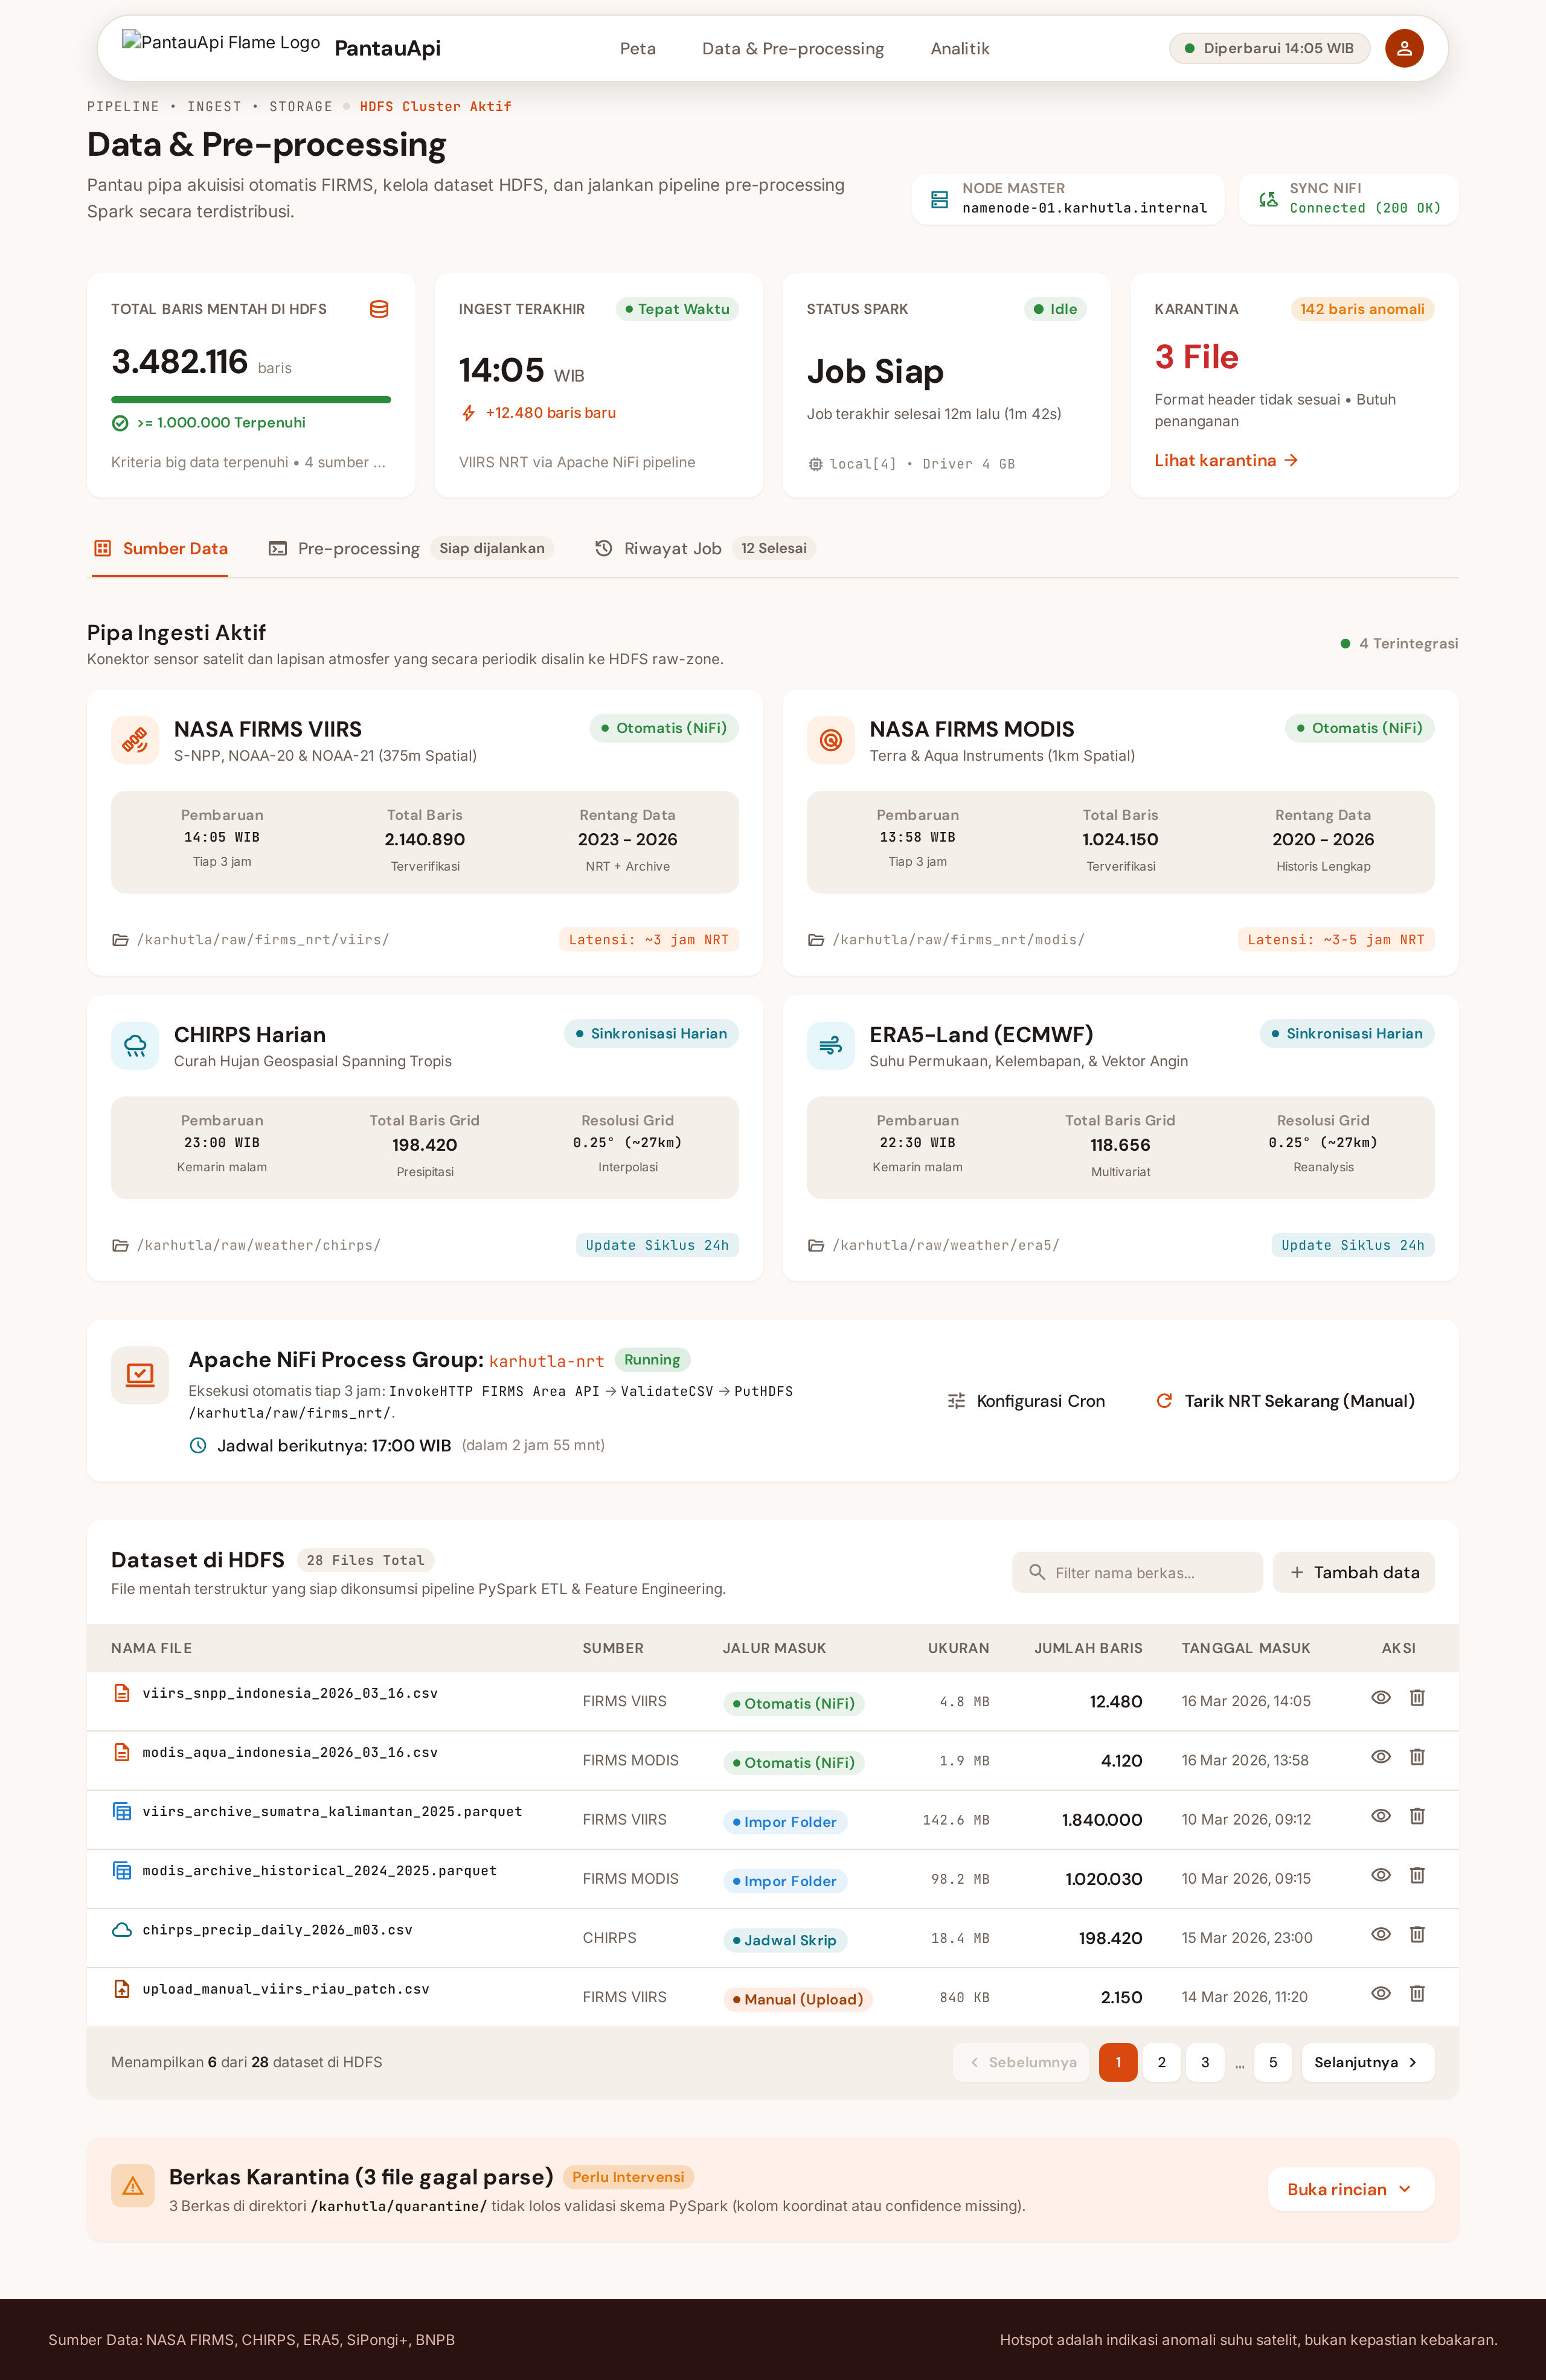 PantauApi Flame Logo PantauApi Peta Data & Pre-processing Analitik Diperbarui 14:05 WIB
PIPELINE • INGEST • STORAGE HDFS Cluster Aktif
Data & Pre-processing
Pantau pipa akuisisi otomatis FIRMS, kelola dataset HDFS, dan jalankan pipeline pre-processing
Spark secara terdistribusi.
NODE MASTER
namenode-01.karhutla.internal
SYNC NIFI
Connected (200 OK)
TOTAL BARIS MENTAH DI HDFS
3.482.116 baris
>= 1.000.000 Terpenuhi
Kriteria big data terpenuhi • 4 sumber ...
INGEST TERAKHIR Tepat Waktu
14:05 WIB
+12.480 baris baru
VIIRS NRT via Apache NiFi pipeline
STATUS SPARK Idle
Job Siap
Job terakhir selesai 12m lalu (1m 42s)
local[4] • Driver 4 GB
KARANTINA 142 baris anomali
3 File
Format header tidak sesuai • Butuh
penanganan
Lihat karantina →
Sumber Data Pre-processing Siap dijalankan Riwayat Job 12 Selesai
Pipa Ingesti Aktif
Konektor sensor satelit dan lapisan atmosfer yang secara periodik disalin ke HDFS raw-zone.
4 Terintegrasi
NASA FIRMS VIIRS Otomatis (NiFi)
S-NPP, NOAA-20 & NOAA-21 (375m Spatial)
Pembaruan Total Baris Rentang Data
14:05 WIB 2.140.890 2023 - 2026
Tiap 3 jam Terverifikasi NRT + Archive
/karhutla/raw/firms_nrt/viirs/ Latensi: ~3 jam NRT
NASA FIRMS MODIS Otomatis (NiFi)
Terra & Aqua Instruments (1km Spatial)
Pembaruan Total Baris Rentang Data
13:58 WIB 1.024.150 2020 - 2026
Tiap 3 jam Terverifikasi Historis Lengkap
/karhutla/raw/firms_nrt/modis/ Latensi: ~3-5 jam NRT
CHIRPS Harian Sinkronisasi Harian
Curah Hujan Geospasial Spanning Tropis
Pembaruan Total Baris Grid Resolusi Grid
23:00 WIB 198.420 0.25° (~27km)
Kemarin malam Presipitasi Interpolasi
/karhutla/raw/weather/chirps/ Update Siklus 24h
ERA5-Land (ECMWF) Sinkronisasi Harian
Suhu Permukaan, Kelembapan, & Vektor Angin
Pembaruan Total Baris Grid Resolusi Grid
22:30 WIB 118.656 0.25° (~27km)
Kemarin malam Multivariat Reanalysis
/karhutla/raw/weather/era5/ Update Siklus 24h
Apache NiFi Process Group: karhutla-nrt Running
Eksekusi otomatis tiap 3 jam: InvokeHTTP FIRMS Area API → ValidateCSV → PutHDFS
/karhutla/raw/firms_nrt/.
Jadwal berikutnya: 17:00 WIB (dalam 2 jam 55 mnt)
Konfigurasi Cron Tarik NRT Sekarang (Manual)
Dataset di HDFS 28 Files Total
File mentah terstruktur yang siap dikonsumsi pipeline PySpark ETL & Feature Engineering.
Filter nama berkas... + Tambah data
NAMA FILE SUMBER JALUR MASUK UKURAN JUMLAH BARIS TANGGAL MASUK AKSI
viirs_snpp_indonesia_2026_03_16.csv FIRMS VIIRS Otomatis (NiFi) 4.8 MB 12.480 16 Mar 2026, 14:05
modis_aqua_indonesia_2026_03_16.csv FIRMS MODIS Otomatis (NiFi) 1.9 MB 4.120 16 Mar 2026, 13:58
viirs_archive_sumatra_kalimantan_2025.parquet FIRMS VIIRS Impor Folder 142.6 MB 1.840.000 10 Mar 2026, 09:12
modis_archive_historical_2024_2025.parquet FIRMS MODIS Impor Folder 98.2 MB 1.020.030 10 Mar 2026, 09:15
chirps_precip_daily_2026_m03.csv CHIRPS Jadwal Skrip 18.4 MB 198.420 15 Mar 2026, 23:00
upload_manual_viirs_riau_patch.csv FIRMS VIIRS Manual (Upload) 840 KB 2.150 14 Mar 2026, 11:20
Menampilkan 6 dari 28 dataset di HDFS Sebelumnya 1 2 3 ... 5 Selanjutnya
Berkas Karantina (3 file gagal parse) Perlu Intervensi
3 Berkas di direktori /karhutla/quarantine/ tidak lolos validasi skema PySpark (kolom koordinat atau confidence missing).
Buka rincian
Sumber Data: NASA FIRMS, CHIRPS, ERA5, SiPongi+, BNPB
Hotspot adalah indikasi anomali suhu satelit, bukan kepastian kebakaran.